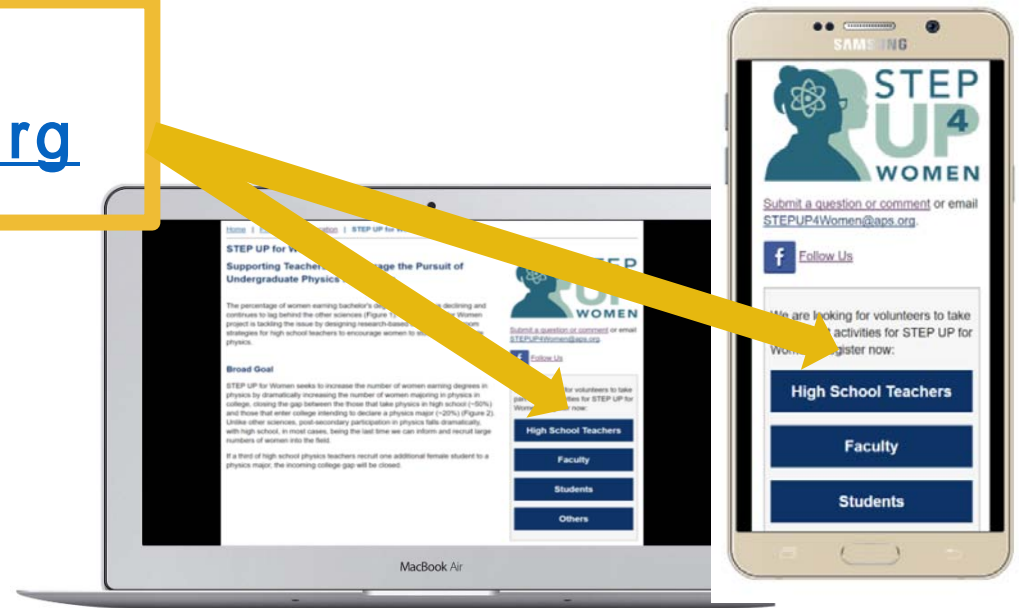 rg
SAMSUNG
STEP
UP
4
WOMEN
Submit a question or comment or email
STEPUP4Women@aps.org.
f Follow Us
We are looking for volunteers to take
activities for STEP UP for
register now:
High School Teachers
Faculty
Students
Home | | STEP UP for
STEP UP for
Supporting Teachers the Pursuit of
Undergraduate Physics
The percentage of women earning bachelor's declining and
continues to lag behind the other sciences (Figure 1) Women
project is tackling the issue by designing research-based
strategies for high school teachers to encourage women to
physics.
Broad Goal
STEP UP for Women seeks to increase the number of women earning degrees in
physics by dramatically increasing the number of women majoring in physics in
college, closing the gap between the those that take physics in high school (~50%)
and those that enter college intending to declare a physics major (~20%) (Figure 2).
Unlike other sciences, post-secondary participation in physics falls dramatically,
with high school, in most cases, being the last time we can inform and recruit large
numbers of women into the field.
If a third of high school physics teachers recruit one additional female student to a
physics major, the incoming college gap will be closed.
WOMEN
Submit a question or comment or email
STEPUP4Women@aps.org.
Follow Us
for volunteers to take
for STEP UP for
now:
High School Teachers
Faculty
Students
Others
MacBook Air